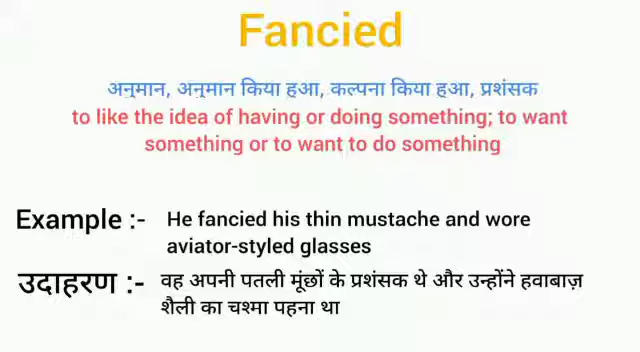 Fancied
अनुमान, अनुमान किया हुआ, कल्पना किया हुआ, प्रशंसक
to like the idea of having or doing something; to want
something or to want to do something
Example :- He fancied his thin mustache and wore
aviator-styled glasses
उदाहरण :- वह अपनी पतली मूंछों के प्रशंसक थे और उन्होंने हवाबाज़
शैली का चश्मा पहना था